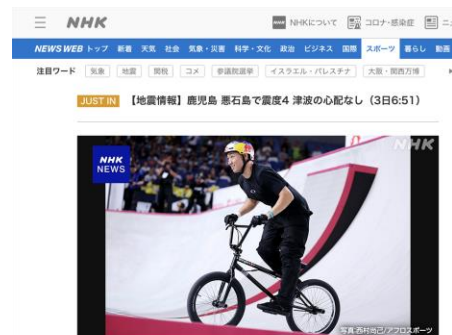 NHK
NHKについて
コロナ・感染症
NEWS WEB トップ 新着 天気 社会 気象・災害 科学・文化 政治 ビジネス 国際 スポーツ 暮らし 動画
注目ワード 気象 地震 関税 コメ 参議院選挙 イスラエル・パレスチナ 大阪・関西万博
JUST IN 【地震情報】鹿児島 悪石島で震度4 津波の心配なし（3日6:51）
NHK
NHK
NEWS
写真:西村尚己/アフロスポーツ